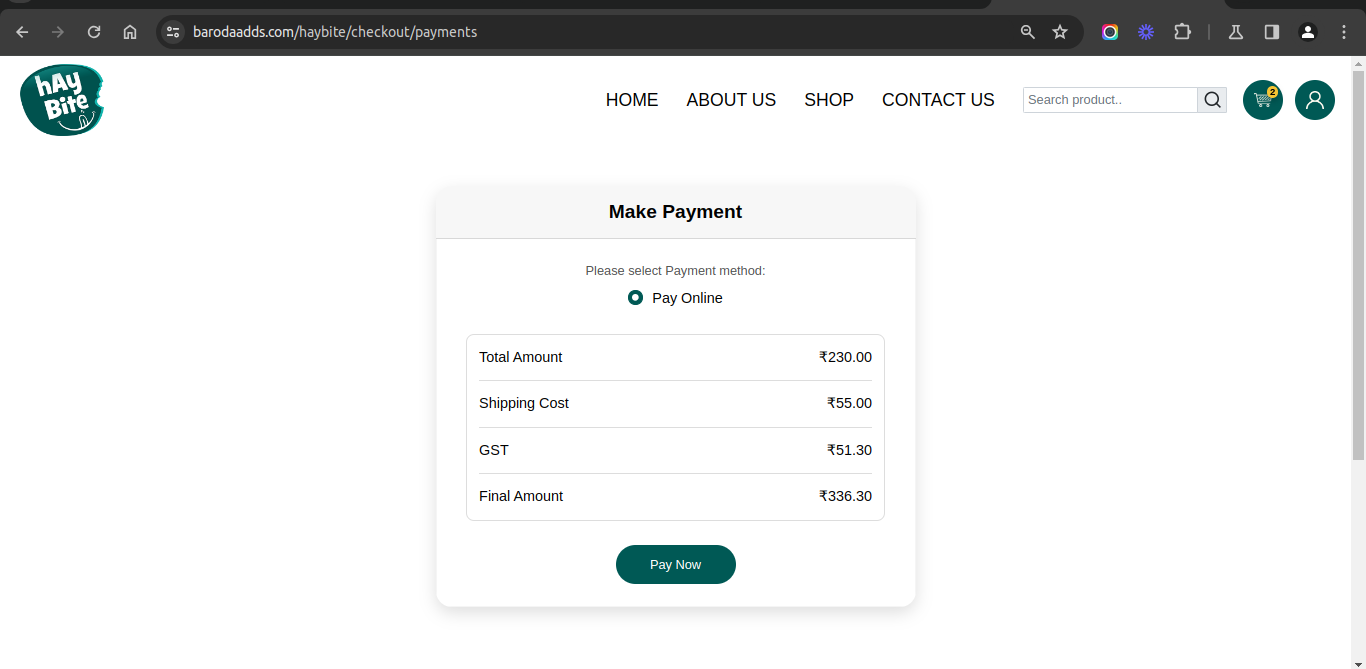 barodaadds.com/haybite/checkout/payments
hAy
Bite
HOME ABOUT US SHOP CONTACT US Search product.. 2
Make Payment
Please select Payment method:
Pay Online
Total Amount ₹230.00
Shipping Cost ₹55.00
GST ₹51.30
Final Amount ₹336.30
Pay Now